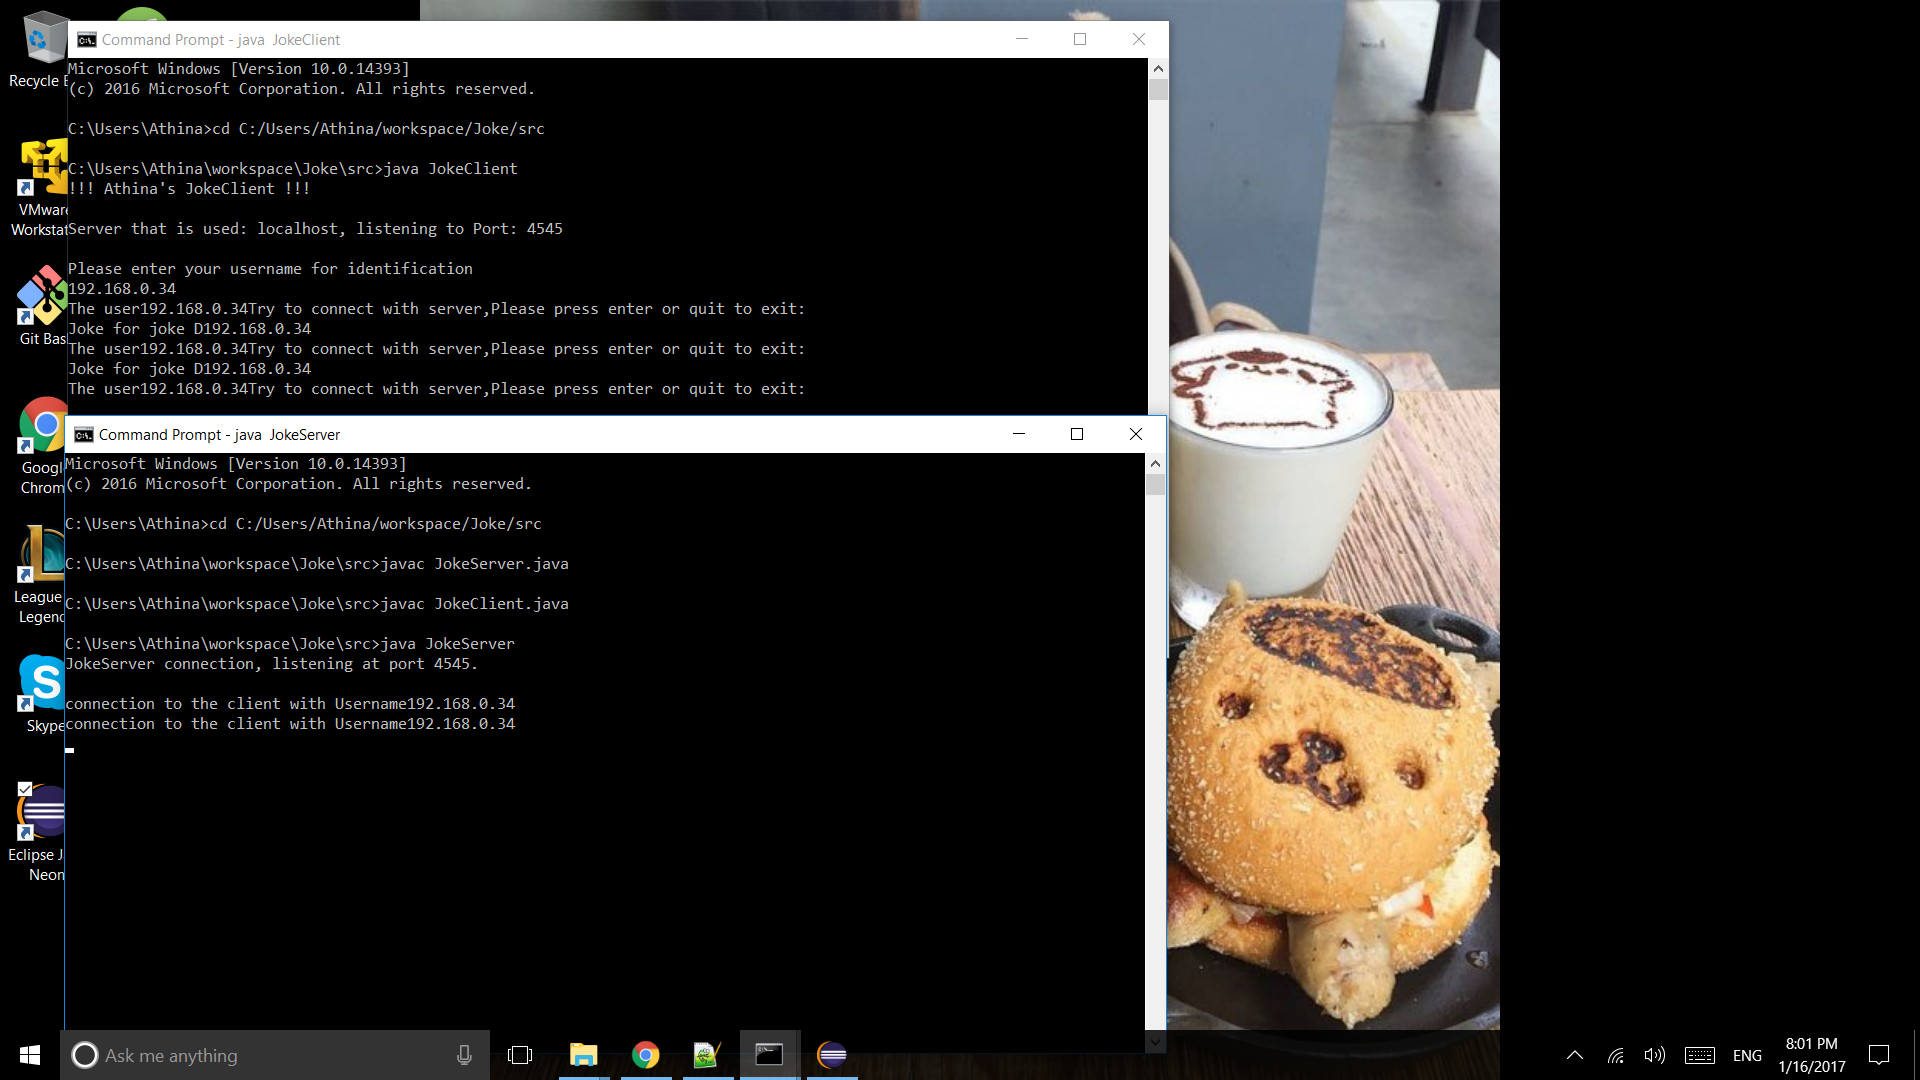 Recycle B
VMware
Workstat
Git Bas
Googl
Chrom
League
Legend
Skype
Eclipse J
Neon
Command Prompt - java  JokeClient
Microsoft Windows [Version 10.0.14393]
(c) 2016 Microsoft Corporation. All rights reserved.
C:\Users\Athina>cd C:/Users/Athina/workspace/Joke/src
C:\Users\Athina\workspace\Joke\src>java JokeClient
!!! Athina's JokeClient !!!
Server that is used: localhost, listening to Port: 4545
Please enter your username for identification
192.168.0.34
The user192.168.0.34Try to connect with server,Please press enter or quit to exit:
Joke for joke D192.168.0.34
The user192.168.0.34Try to connect with server,Please press enter or quit to exit:
Joke for joke D192.168.0.34
The user192.168.0.34Try to connect with server,Please press enter or quit to exit:
Command Prompt - java  JokeServer
Microsoft Windows [Version 10.0.14393]
(c) 2016 Microsoft Corporation. All rights reserved.
C:\Users\Athina>cd C:/Users/Athina/workspace/Joke/src
C:\Users\Athina\workspace\Joke\src>javac JokeServer.java
C:\Users\Athina\workspace\Joke\src>javac JokeClient.java
C:\Users\Athina\workspace\Joke\src>java JokeServer
JokeServer connection, listening at port 4545.
connection to the client with Username192.168.0.34
connection to the client with Username192.168.0.34
Ask me anything
ENG
8:01 PM
1/16/2017